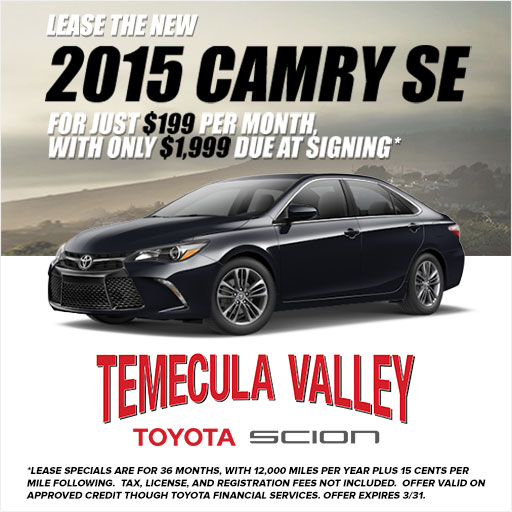 LEASE THE NEW
2015 CAMRY SE
FOR JUST $199 PER MONTH,
WITH ONLY $1,999 DUE AT SIGNING*
TEMECULA VALLEY
TOYOTA SCION
*LEASE SPECIALS ARE FOR 36 MONTHS, WITH 12,000 MILES PER YEAR PLUS 15 CENTS PER
MILE FOLLOWING. TAX, LICENSE, AND REGISTRATION FEES NOT INCLUDED. OFFER VALID ON
APPROVED CREDIT THOUGH TOYOTA FINANCIAL SERVICES. OFFER EXPIRES 3/31.